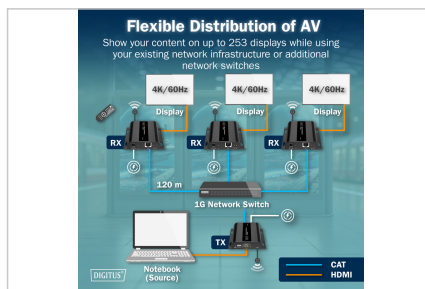 Flexible Distribution of AV
Show your content on up to 253 displays while using
your existing network infrastructure or additional
network switches
4K/60Hz
4K/60Hz
4K/60Hz
Display
Display
Display
RX
RX
RX
120 m
1G Network Switch
TX
Notebook
(Source)
CAT
HDMI
DIGITUS